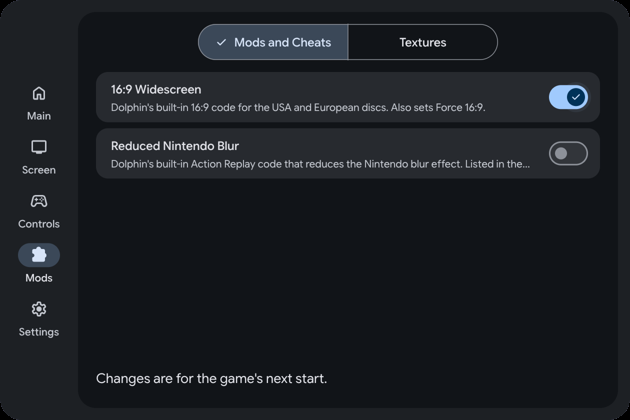 Mods and Cheats
Textures
16:9 Widescreen
Dolphin's built-in 16:9 code for the USA and European discs. Also sets Force 16:9.
Reduced Nintendo Blur
Dolphin's built-in Action Replay code that reduces the Nintendo blur effect. Listed in the...
Main
Screen
Controls
Mods
Settings
Changes are for the game's next start.